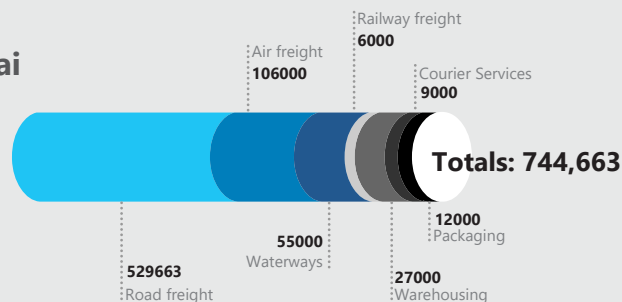 ai
Railway freight
6000
Air freight
106000
Courier Services
9000
Totals: 744,663
12000
Packaging
55000
Waterways
529663
Road freight
27000
Warehousing